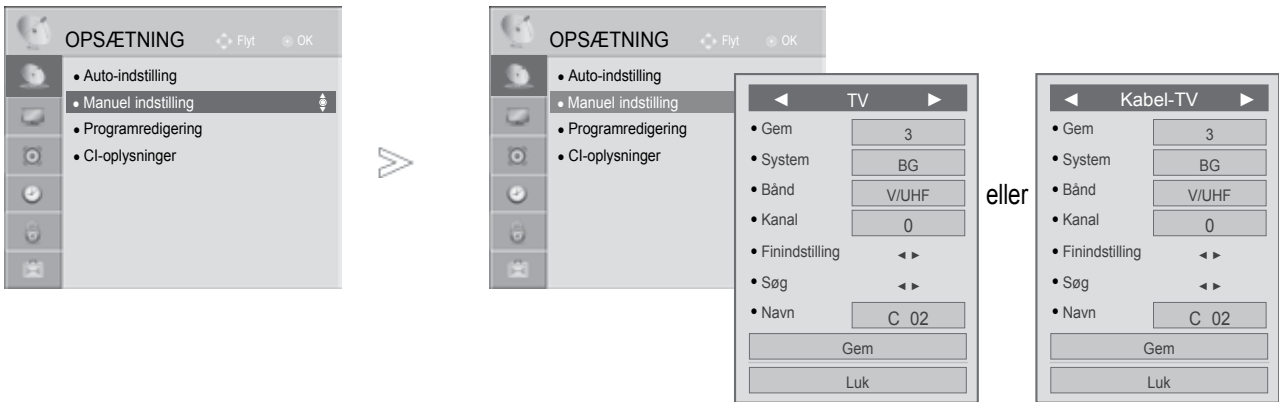 OPSÆTNING Flyt OK
• Auto-indstilling
• Manuel indstilling
• Programredigering
• CI-oplysninger
OPSÆTNING Flyt OK
• Auto-indstilling
• Manuel indstilling
• Programredigering
• CI-oplysninger
◄ TV ►
• Gem 3
• System BG
• Bånd V/UHF
• Kanal 0
• Finindstilling ◄ ►
• Søg ◄ ►
• Navn C 02
Gem
Luk
eller
◄ Kabel-TV ►
• Gem 3
• System BG
• Bånd V/UHF
• Kanal 0
• Finindstilling ◄ ►
• Søg ◄ ►
• Navn C 02
Gem
Luk